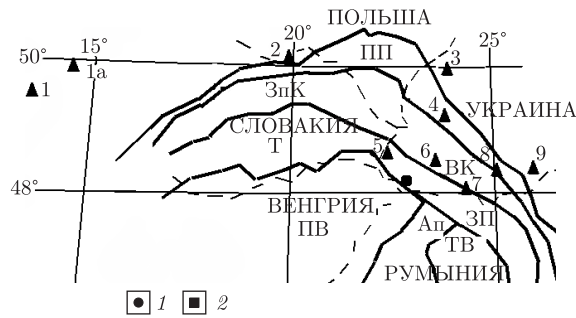 ПОЛЬША
20°
25°
15°
50°
2
ПП
3
1а
1
ЗпК
4
УКРАИНА
СЛОВАКИЯ
Т
5
6
ВК
8
9
48°
7
ВЕНГРИЯ
ПВ
Ап
ЗП
ТВ
РУМЫНИЯ
1
2